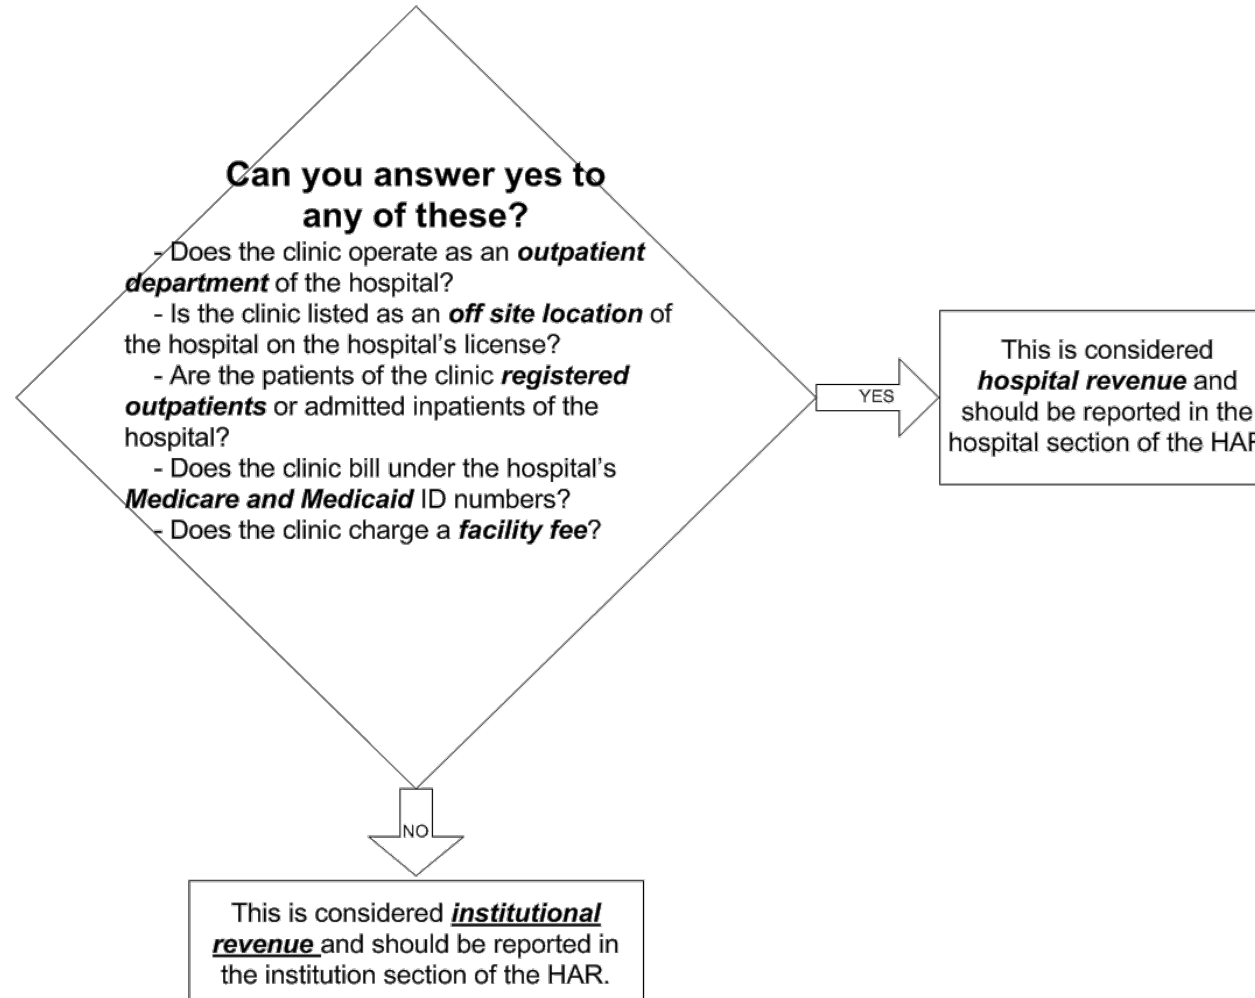 Can you answer yes to
any of these?
- Does the clinic operate as an outpatient
department of the hospital?
- Is the clinic listed as an off site location of
the hospital on the hospital's license?
- Are the patients of the clinic registered
outpatients or admitted inpatients of the
hospital?
- Does the clinic bill under the hospital's
Medicare and Medicaid ID numbers?
- Does the clinic charge a facility fee?
YES
This is considered
hospital revenue and
should be reported in the
hospital section of the
NO
This is considered institutional
revenue and should be reported in
the institution section of the HAR.